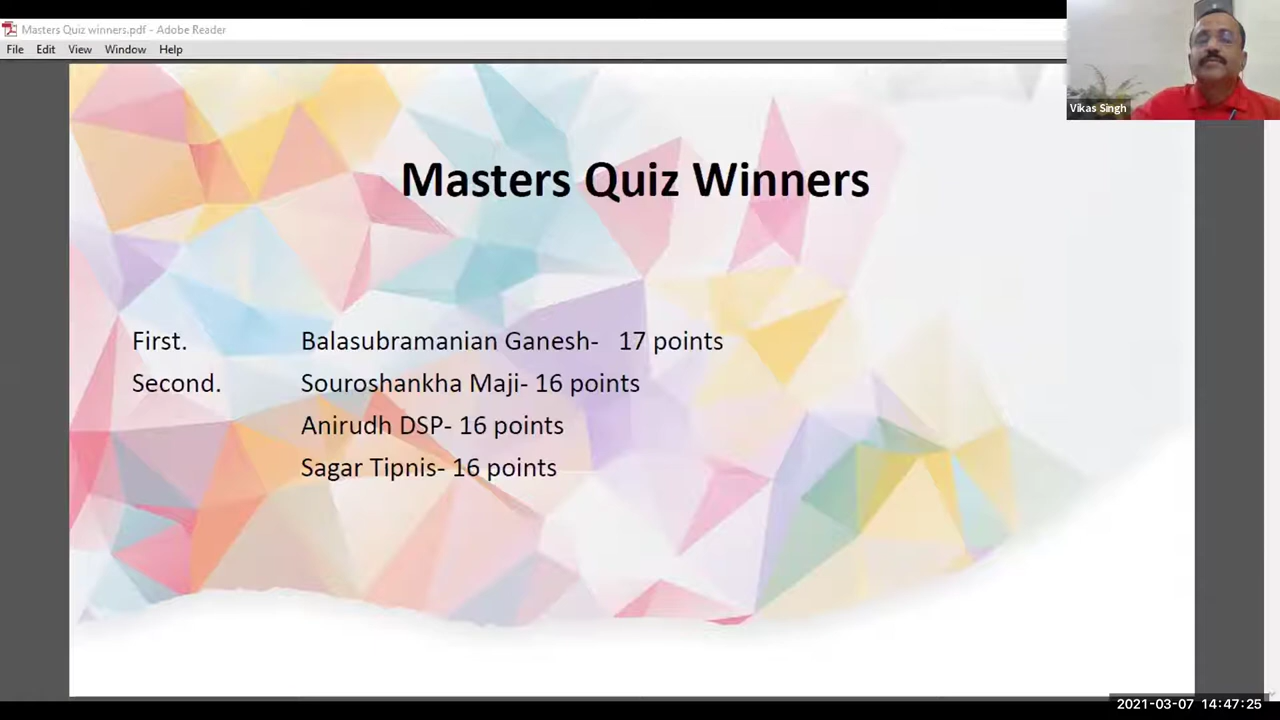 Masters Quiz winners.pdf - Adobe Reader
File Edit View Window Help
Vikas Singh
Masters Quiz Winners
First. Balasubramanian Ganesh- 17 points
Second. Souroshankha Maji- 16 points
Anirudh DSP- 16 points
Sagar Tipnis- 16 points
2021-03-07 14:47:25